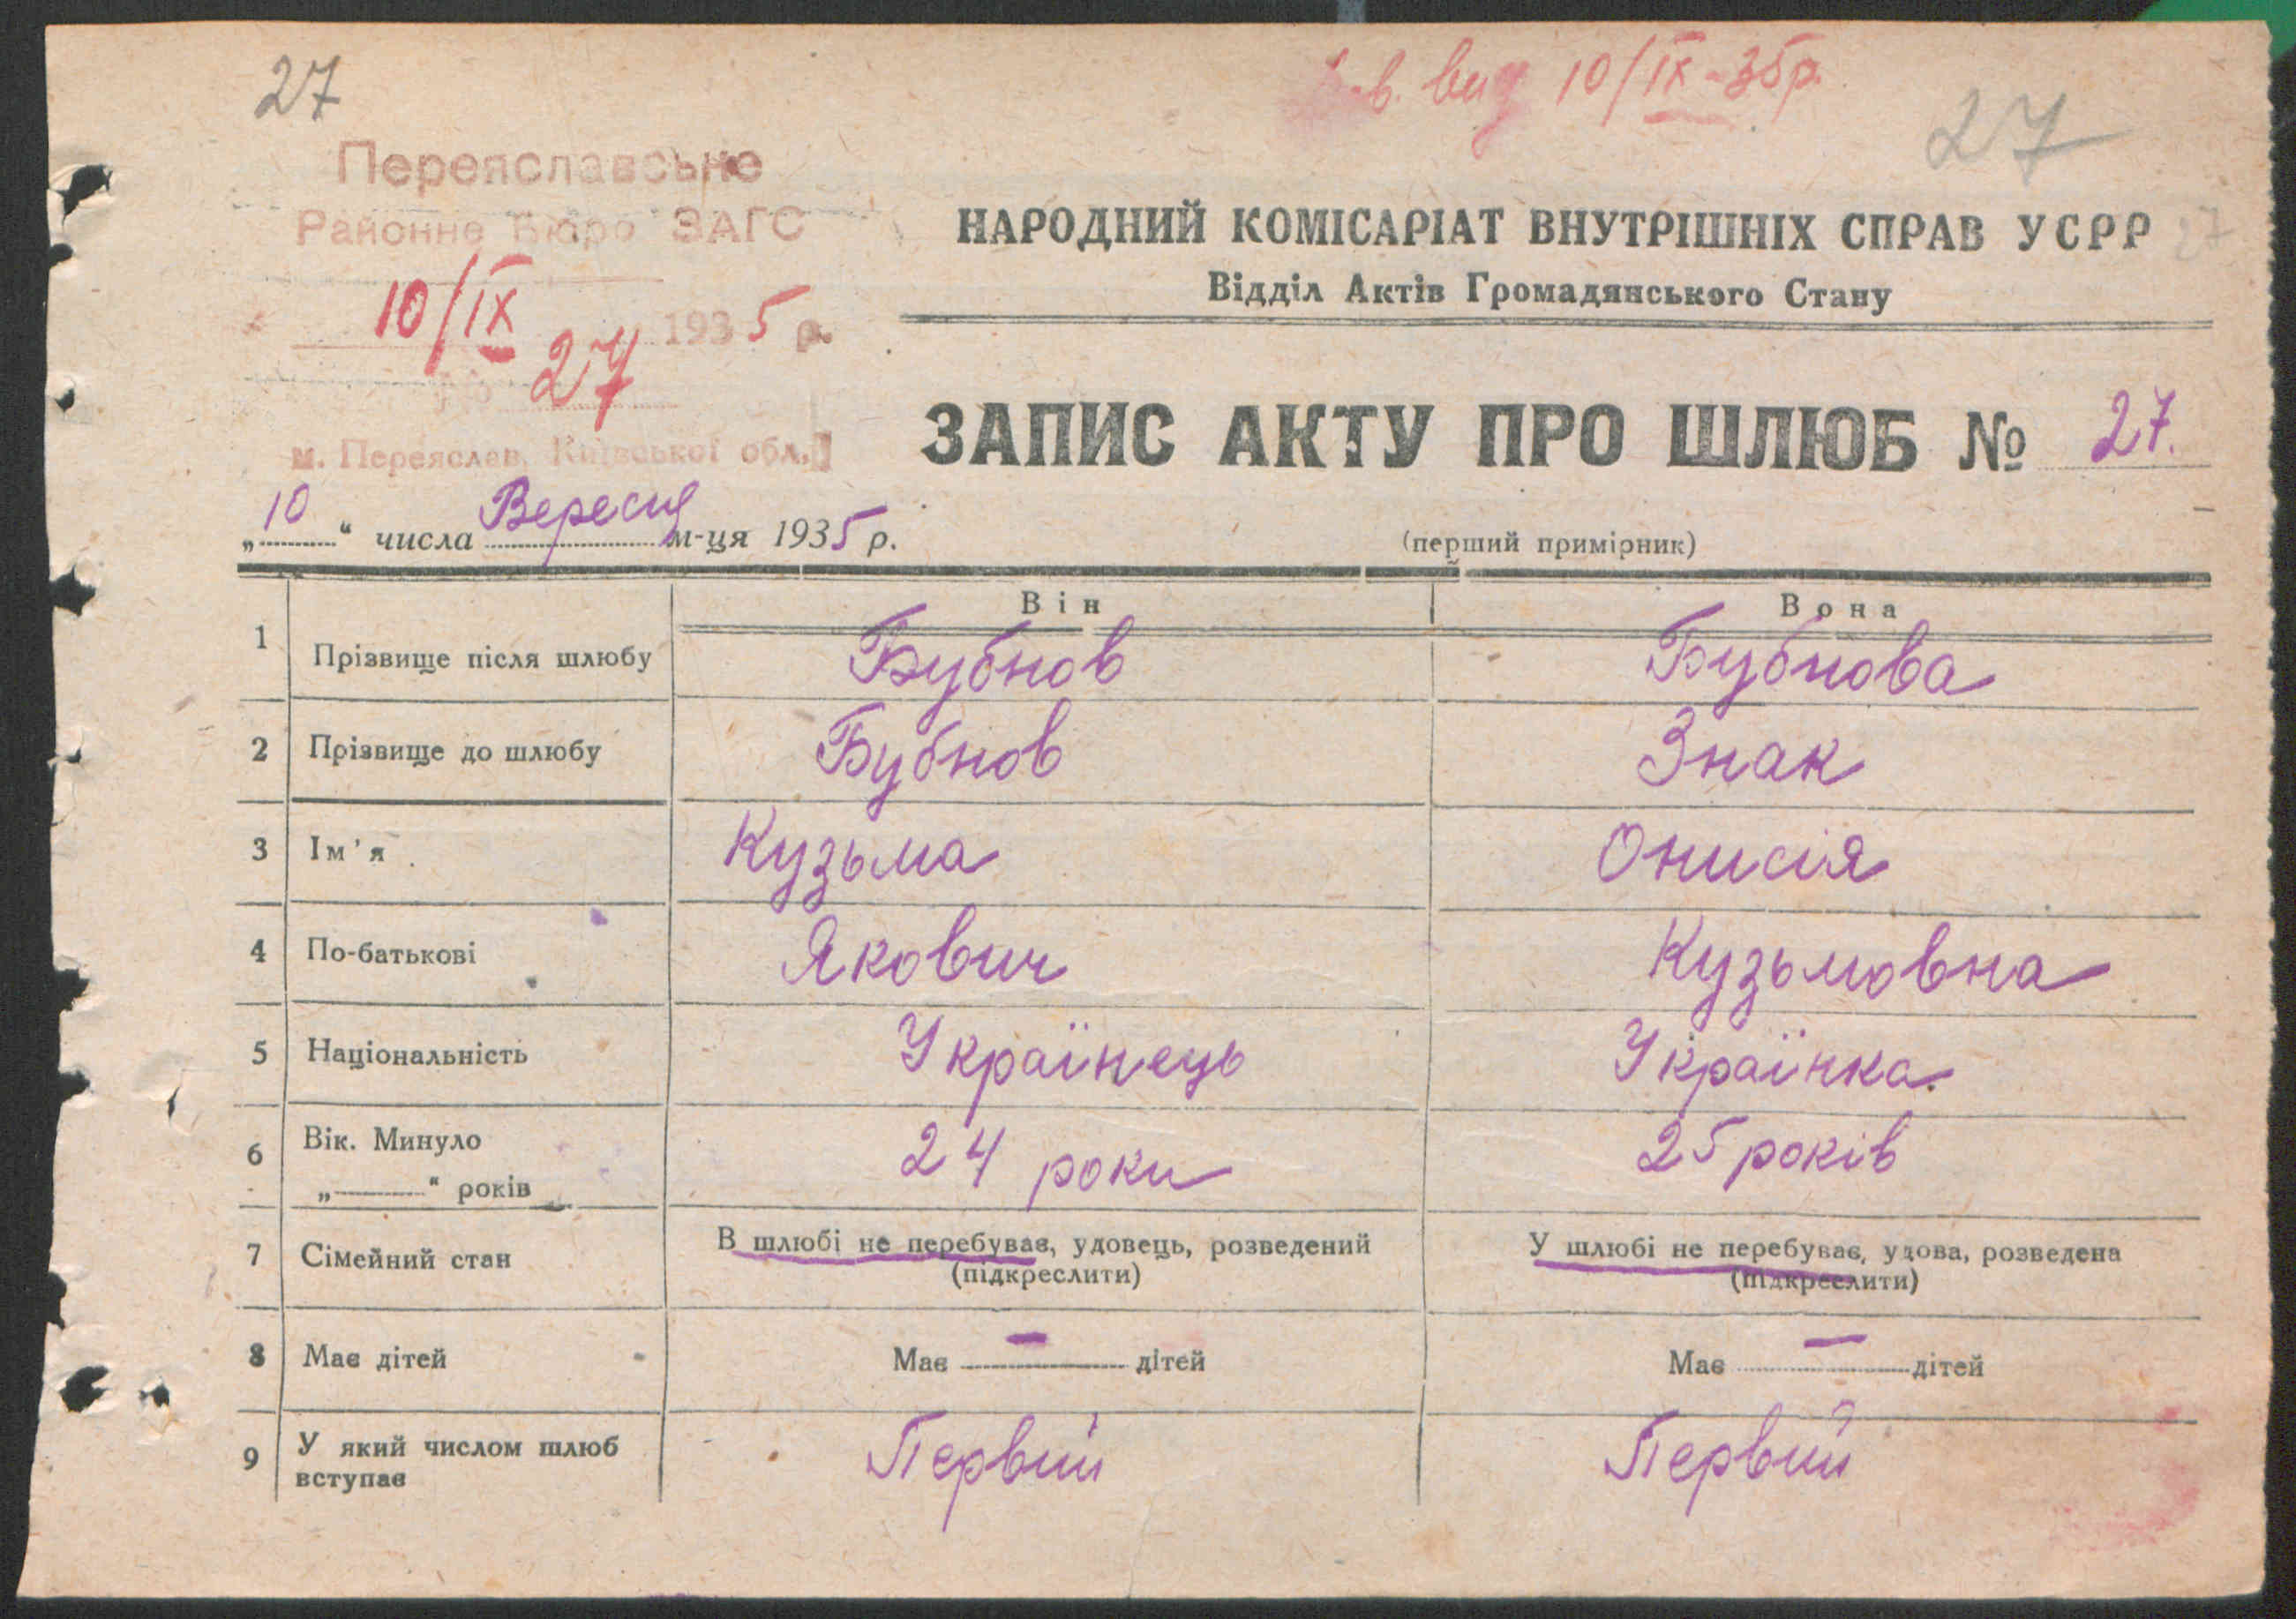 27
в. вид 10/IX-35р.
27
Переяславське
Районне Бюро ЗАГС
10/IX 1935 р.
№ 27
м. Переяслав, Київської обл.
НАРОДНИЙ КОМІСАРІАТ ВНУТРІШНІХ СПРАВ УСРР 27
Відділ Актів Громадянського Стану
ЗАПИС АКТУ ПРО ШЛЮБ № 27.
„10“ числа Вересня м-ця 1935 р.
(перший примірник)
Він Вона
1 Прізвище після шлюбу Бубнов Бубнова
2 Прізвище до шлюбу Бубнов Знак
3 Ім'я Кузьма Онисія
4 По-батькові Якович Кузьмовна
5 Національність Українець Українка.
6 Вік. Минуло „——“ років 24 роки 25 років
7 Сімейний стан В шлюбі не перебуває, удовець, розведений (підкреслити) У шлюбі не перебуває, удова, розведена (підкреслити)
8 Має дітей Має — дітей Має — дітей
9 У який числом шлюб вступає Первий Первий